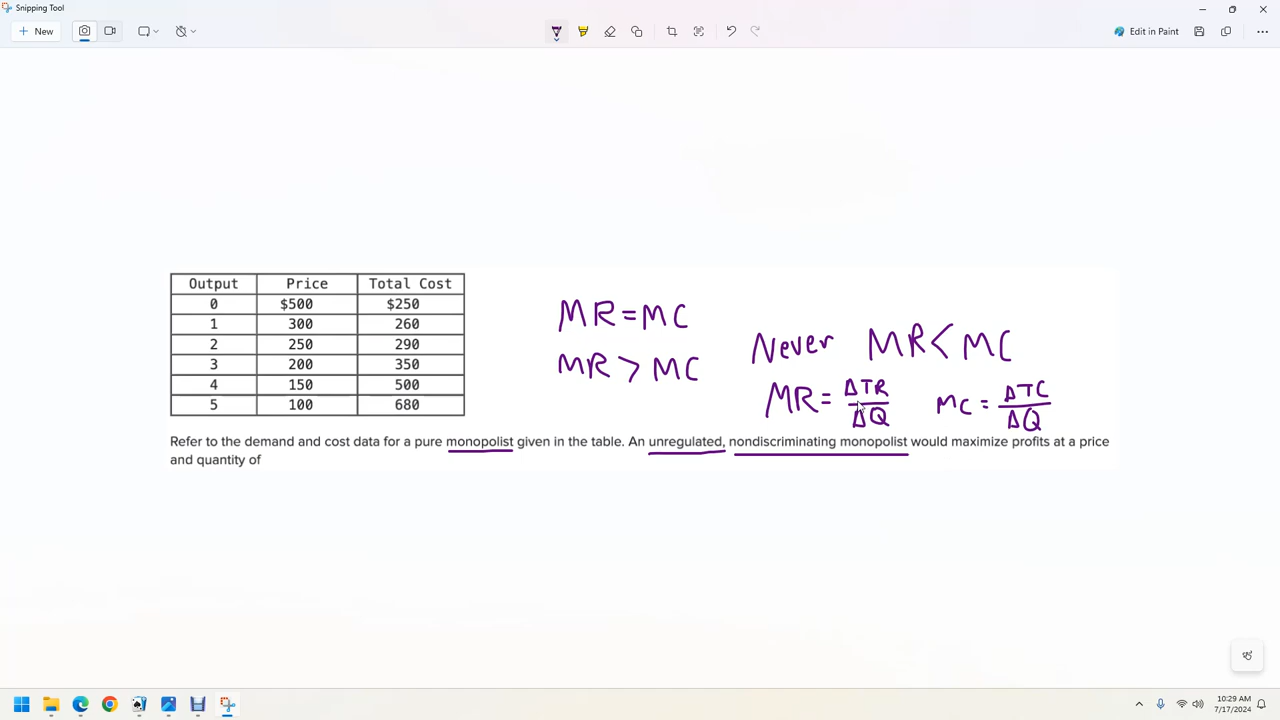 Snipping Tool
New
Edit in Paint
Output Price Total Cost
0 $500 $250
1 300 260
2 250 290
3 200 350
4 150 500
5 100 680
MR=MC
MR > MC
Never MR< MC
MR= ΔTR/ΔQ MC = ΔTC/ΔQ
Refer to the demand and cost data for a pure monopolist given in the table. An unregulated, nondiscriminating monopolist would maximize profits at a price
and quantity of
10:29 AM
7/17/2024